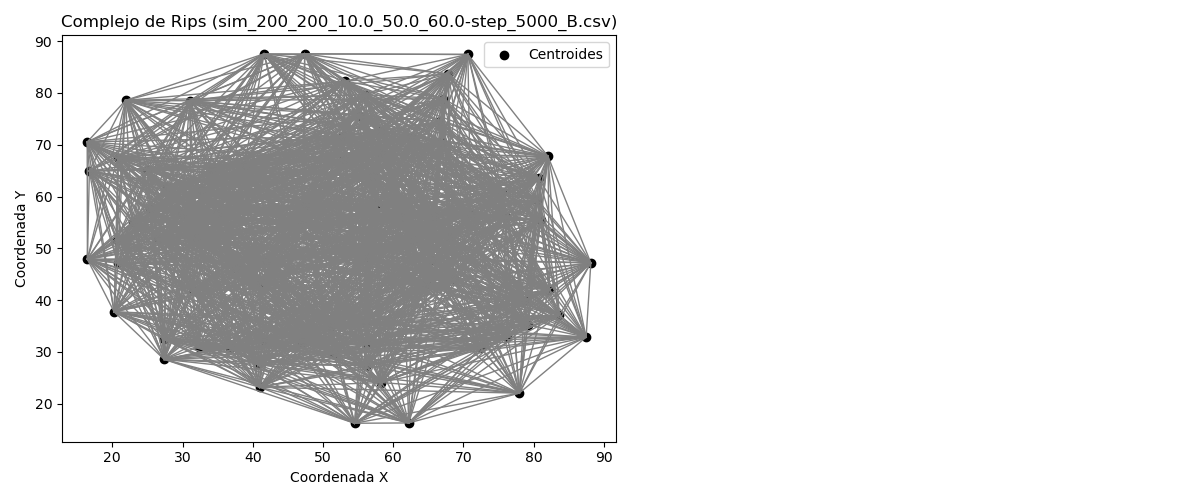 Complejo de Rips (sim_200_200_10.0_50.0_60.0-step_5000_B.csv)
Centroides
90
80
70
60
50
40
30
20
Coordenada Y
20 30 40 50 60 70 80 90
Coordenada X